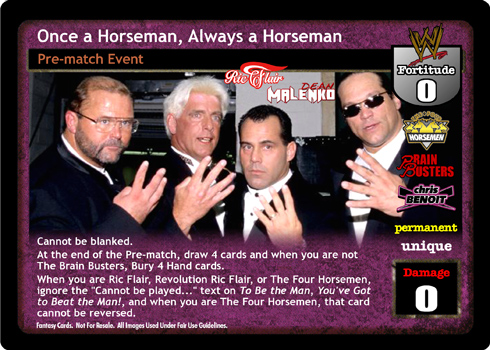 Once a Horseman, Always a Horseman
Pre-match Event
W
Fortitude
0
Ric Flair
DEAN
MALENKO
HORSEMEN
BRAIN
BUSTERS
chris
BENOIT
permanent
unique
Damage
0
Cannot be blanked.
At the end of the Pre-match, draw 4 cards and when you are not
The Brain Busters, Bury 4 Hand cards.
When you are Ric Flair, Revolution Ric Flair, or The Four Horsemen,
ignore the "Cannot be played..." text on To Be the Man, You've Got
to Beat the Man!, and when you are The Four Horsemen, that card
cannot be reversed.
Fantasy Cards. Not For Resale. All Images Used Under Fair Use Guidelines.